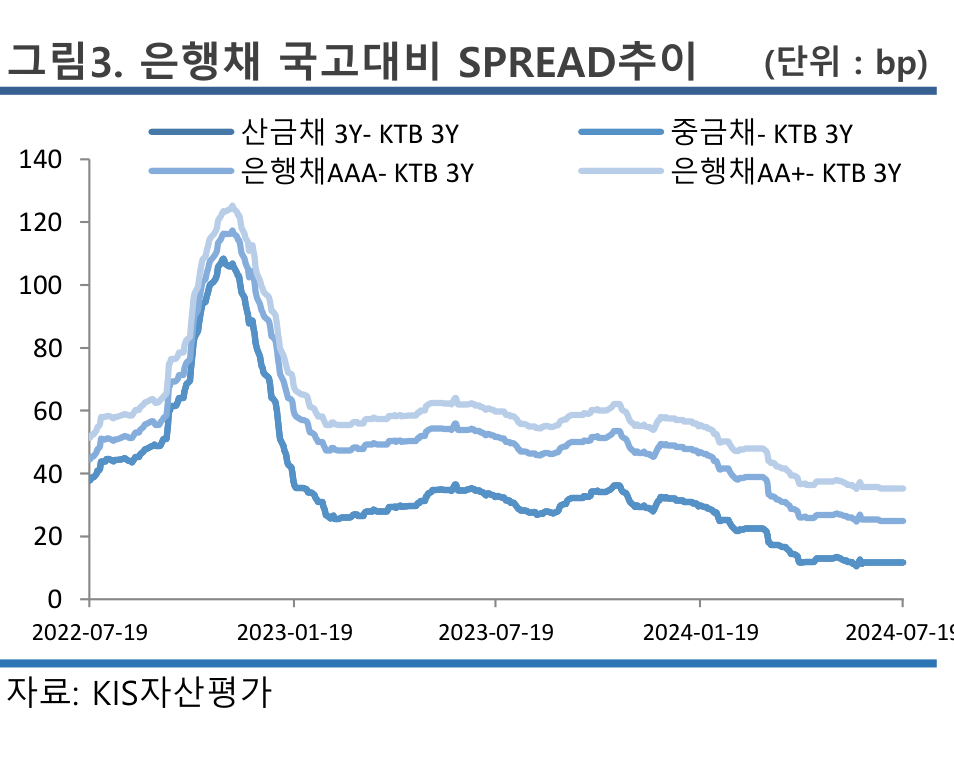 그림3. 은행채 국고대비 SPREAD추이 (단위 : bp)
산금채 3Y- KTB 3Y 중금채- KTB 3Y
은행채AAA- KTB 3Y 은행채AA+- KTB 3Y
140
120
100
80
60
40
20
0
2022-07-19 2023-01-19 2023-07-19 2024-01-19 2024-07-19
자료: KIS자산평가